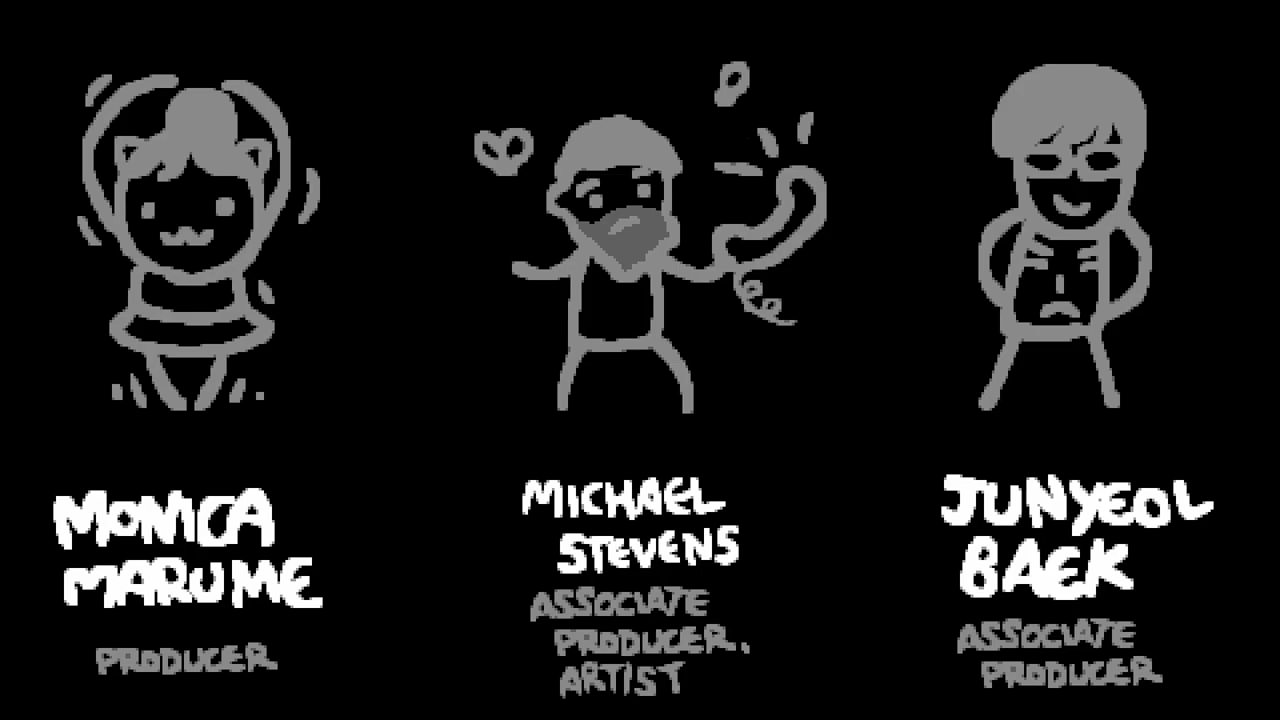 MONICA
MARUME
PRODUCER
MICHAEL
STEVENS
ASSOCIATE
PRODUCER.
ARTIST
JUNYEOL
BAEK
ASSOCIATE
PRODUCER